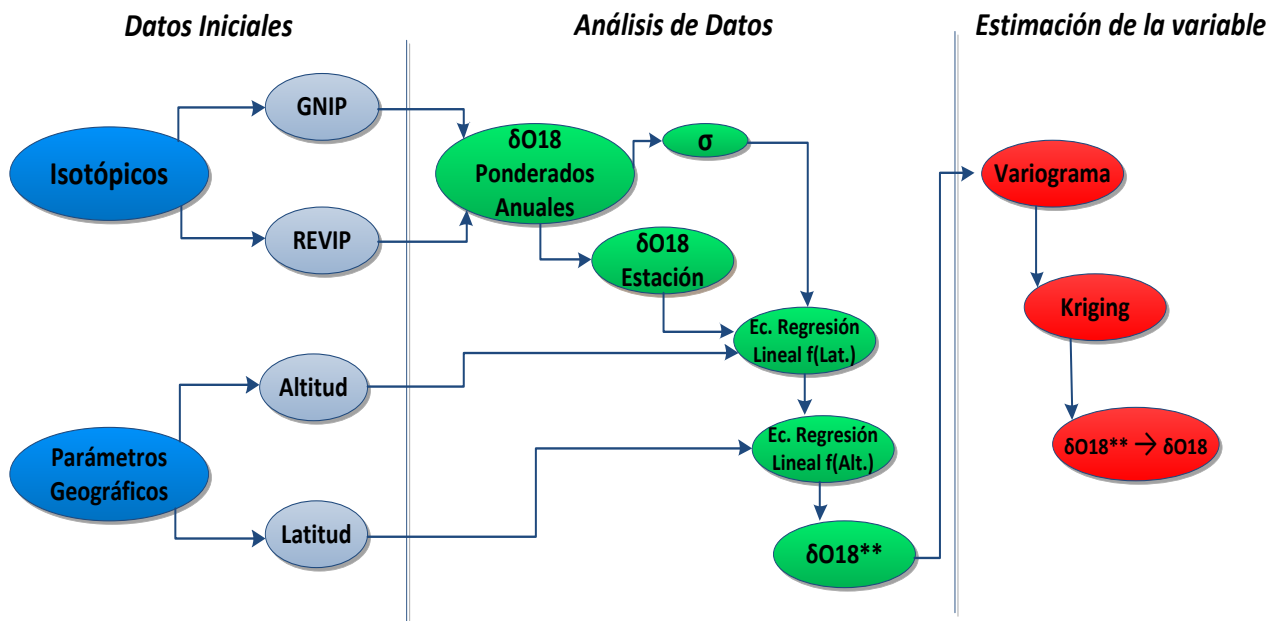 Datos Iniciales
Análisis de Datos
Estimación de la variable
Isotópicos
GNIP
REVIP
Parámetros
Geográficos
Altitud
Latitud
δO18
Ponderados
Anuales
σ
δO18
Estación
Ec. Regresión
Lineal f(Lat.)
Ec. Regresión
Lineal f(Alt.)
δO18**
Variograma
Kriging
δO18** → δO18